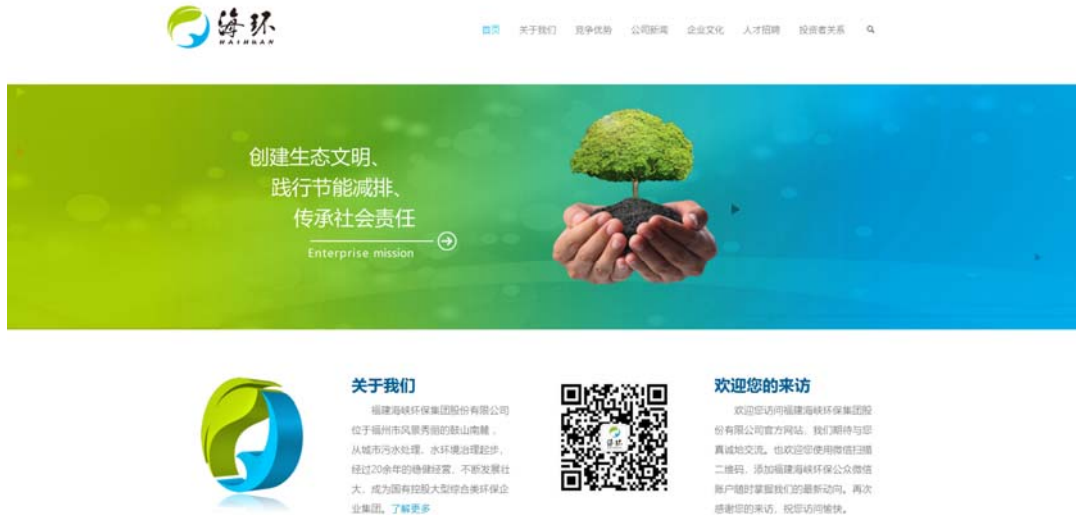 海环
HAIHUAN
首页 关于我们 竞争优势 公司新闻 企业文化 人才招聘 投资者关系
创建生态文明、
践行节能减排、
传承社会责任
Enterprise mission
关于我们
福建海峡环保集团股份有限公司
位于福州市风景秀丽的鼓山南麓，
从城市污水处理、水环境治理起步，
经过20余年的稳健经营，不断发展壮
大，成为国有控股大型综合类环保企
业集团。了解更多
海环
欢迎您的来访
欢迎您访问福建海峡环保集团股
份有限公司官方网站，我们期待与您
真诚地交流。也欢迎您使用微信扫描
二维码，添加福建海峡环保公众微信
账户随时掌握我们的最新动向。再次
感谢您的来访，祝您访问愉快。